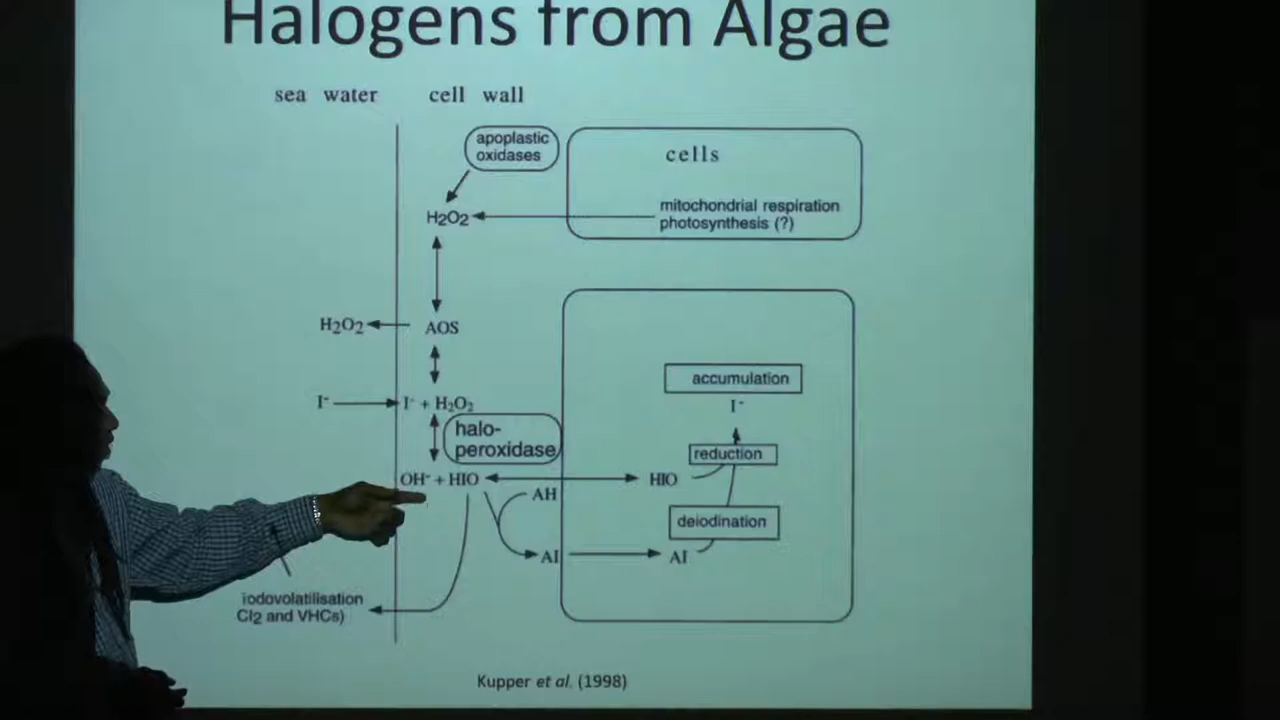 Halogens from Algae
sea water
cell wall
apoplastic
oxidases
cells
H2O2
mitochondrial respiration
photosynthesis (?)
H2O2
AOS
accumulation
I-
I-
I- + H2O2
halo-
peroxidase
reduction
OH- + HIO
HIO
AH
deiodination
AI
AI
iodovolatilisation
Cl2 and VHCs)
Kupper et al. (1998)